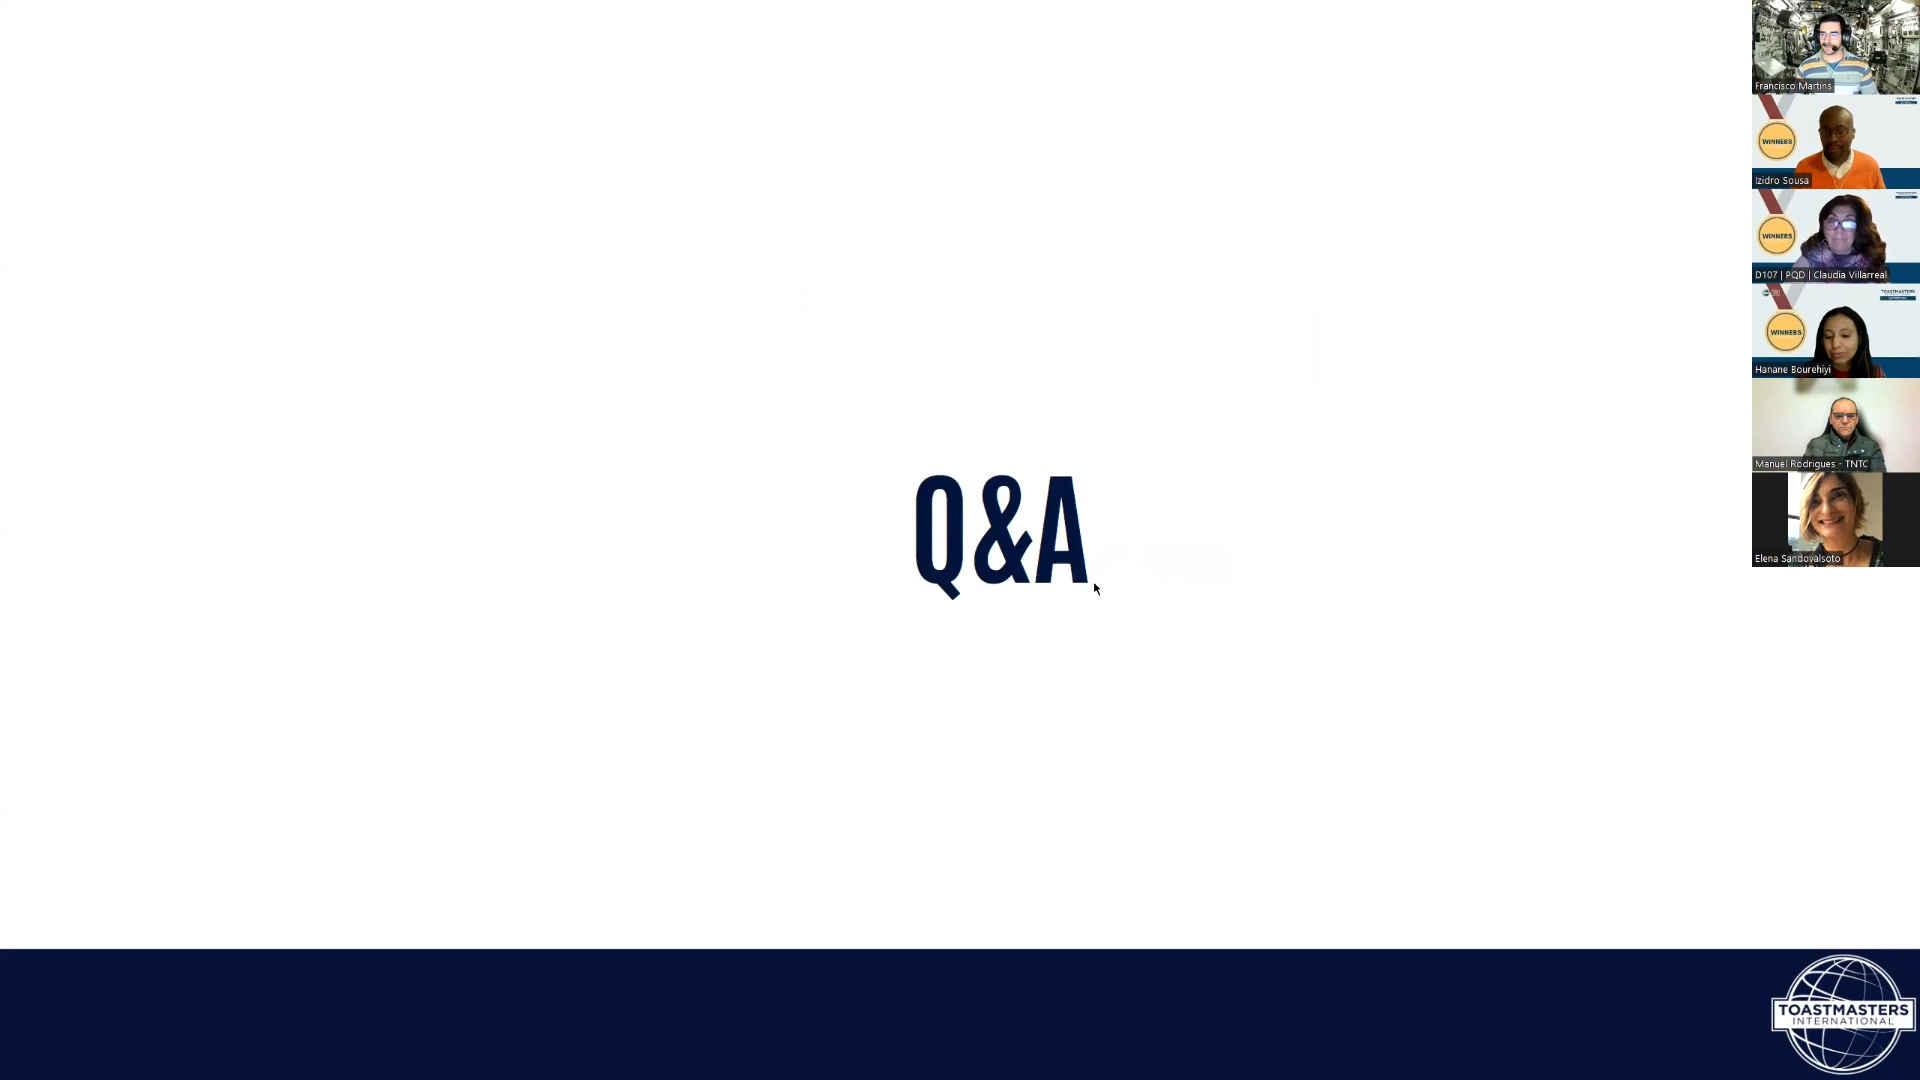 Francisco Martins
WINNERS
Izidro Sousa
WINNERS
D107 | PQD | Claudia Villarreal
TOASTMASTERS
WINNERS
Hanane Bourehiyi
Manuel Rodrigues - TNTC
Elena Sandovalsoto
Q&A
TOASTMASTERS
INTERNATIONAL